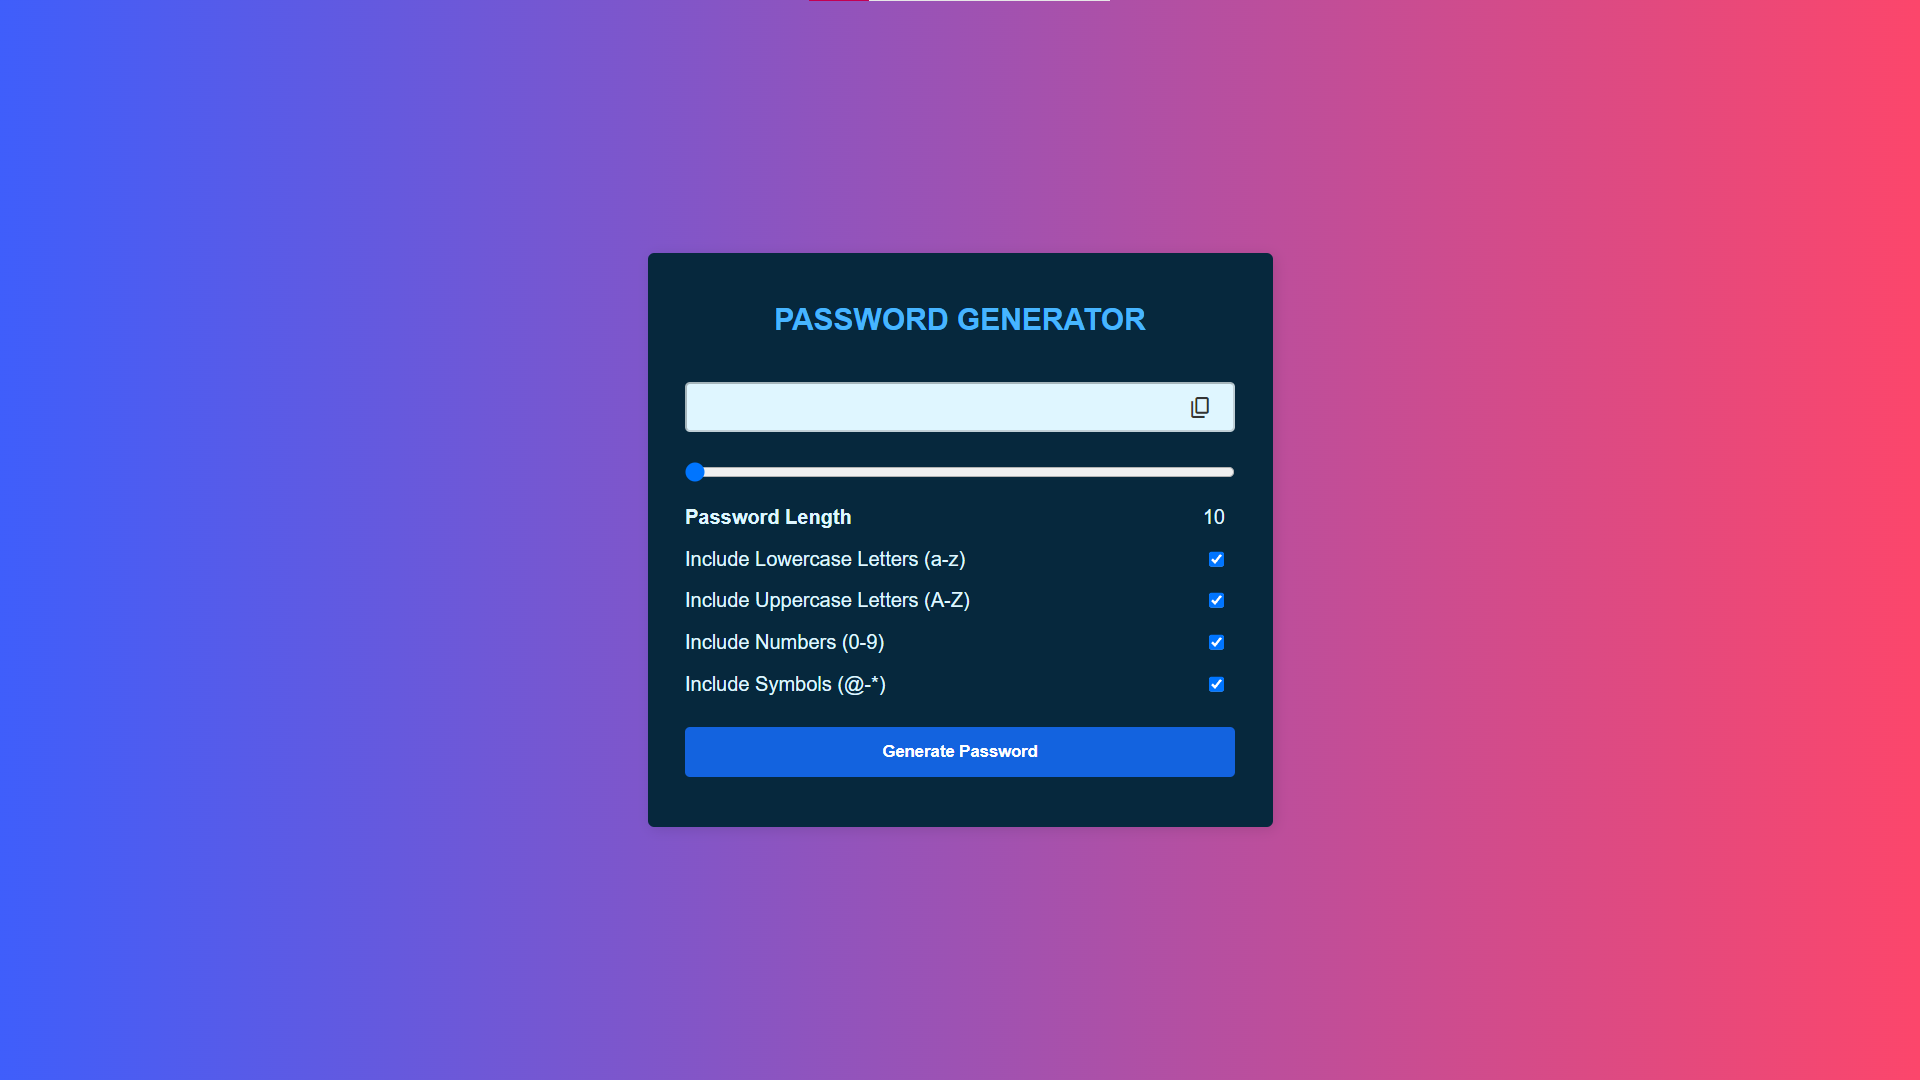 PASSWORD GENERATOR
Password Length 10
Include Lowercase Letters (a-z)
Include Uppercase Letters (A-Z)
Include Numbers (0-9)
Include Symbols (@-*)
Generate Password